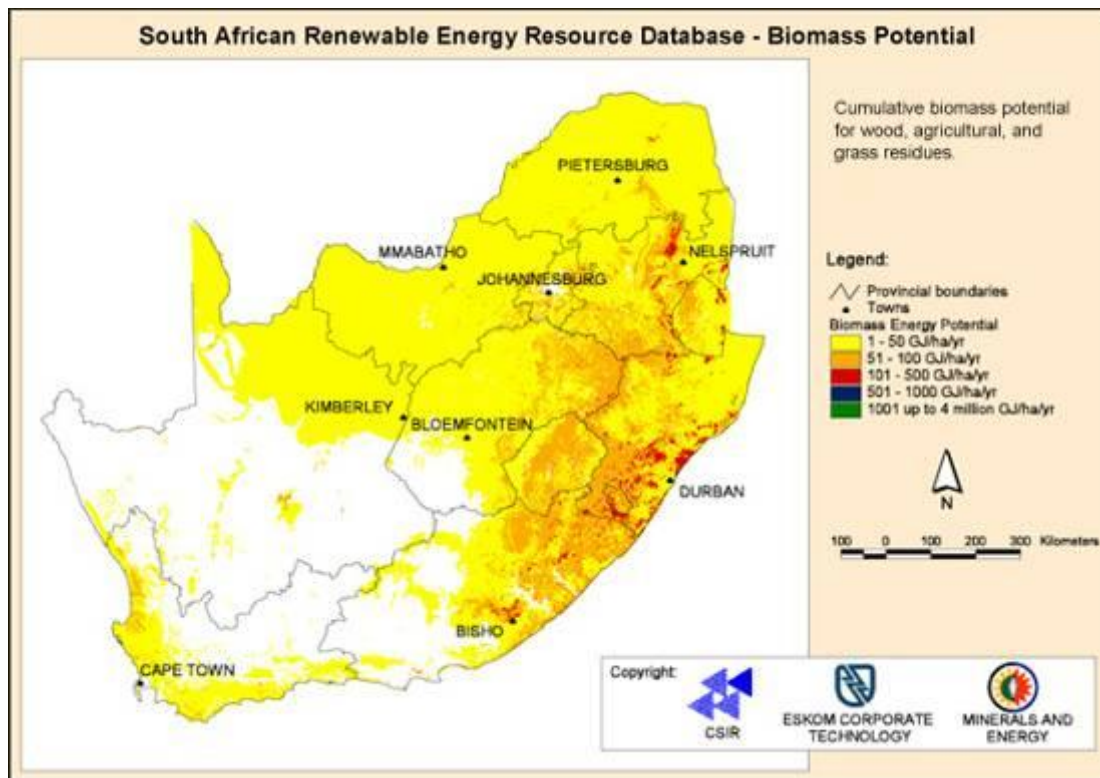 South African Renewable Energy Resource Database - Biomass Potential
Cumulative biomass potential
for wood, agricultural, and
grass residues.
PIETERSBURG
MMABATHO
NELSPRUIT
JOHANNESBURG
KIMBERLEY
BLOEMFONTEIN
DURBAN
BISHO
CAPE TOWN
Legend:
Provincial boundaries
Towns
Biomass Energy Potential
1 - 50 GJ/ha/yr
51 - 100 GJ/ha/yr
101 - 500 GJ/ha/yr
501 - 1000 GJ/ha/yr
1001 up to 4 million GJ/ha/yr
N
100 0 100 200 300 Kilometers
Copyright:
CSIR
ESKOM CORPORATE
TECHNOLOGY
MINERALS AND
ENERGY